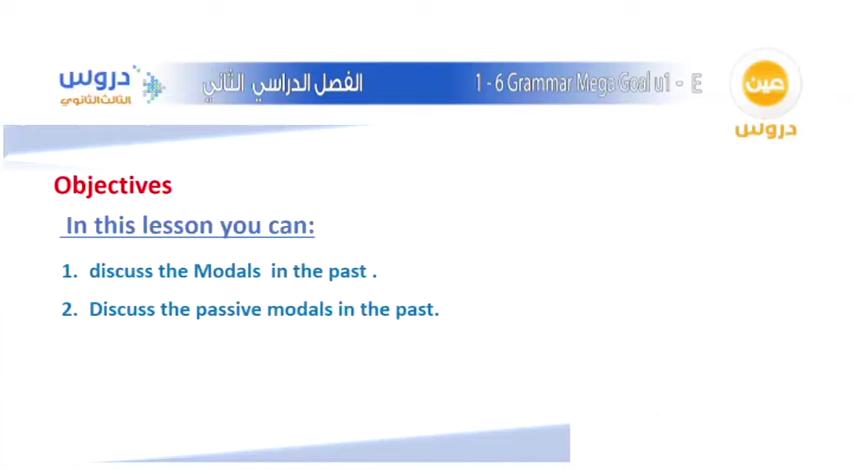 دروس
الثالث الثانوي
الفصل الدراسي الثاني
1 - 6 Grammar Mega Goal u1 - E
عين
دروس
Objectives
In this lesson you can:
1. discuss the Modals in the past .
2. Discuss the passive modals in the past.